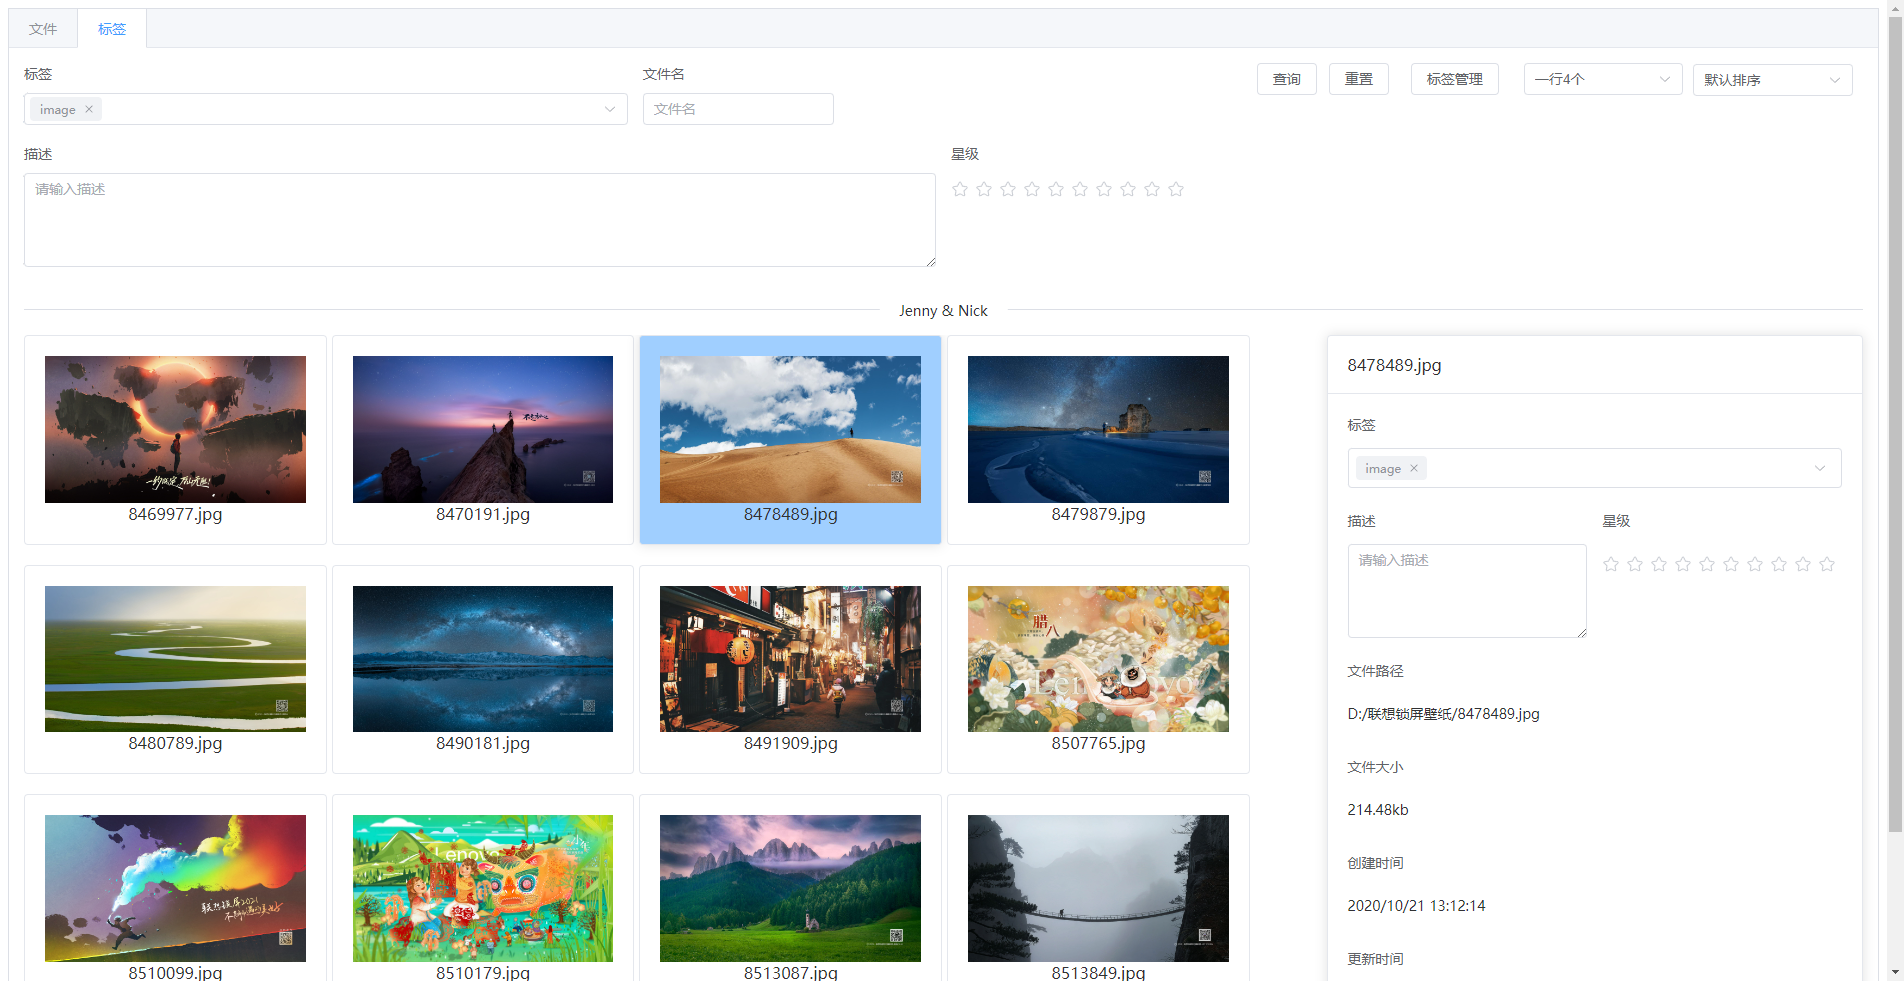 文件
标签
标签
文件名
查询
重置
标签管理
一行4个
默认排序
image
文件名
描述
星级
请输入描述
Jenny & Nick
8469977.jpg
8470191.jpg
8478489.jpg
8479879.jpg
8480789.jpg
8490181.jpg
8491909.jpg
腊八
Lenovo
8507765.jpg
8510099.jpg
Lenovo
8510179.jpg
8513087.jpg
8513849.jpg
8478489.jpg
标签
image
描述
星级
请输入描述
文件路径
D:/联想锁屏壁纸/8478489.jpg
文件大小
214.48kb
创建时间
2020/10/21 13:12:14
更新时间